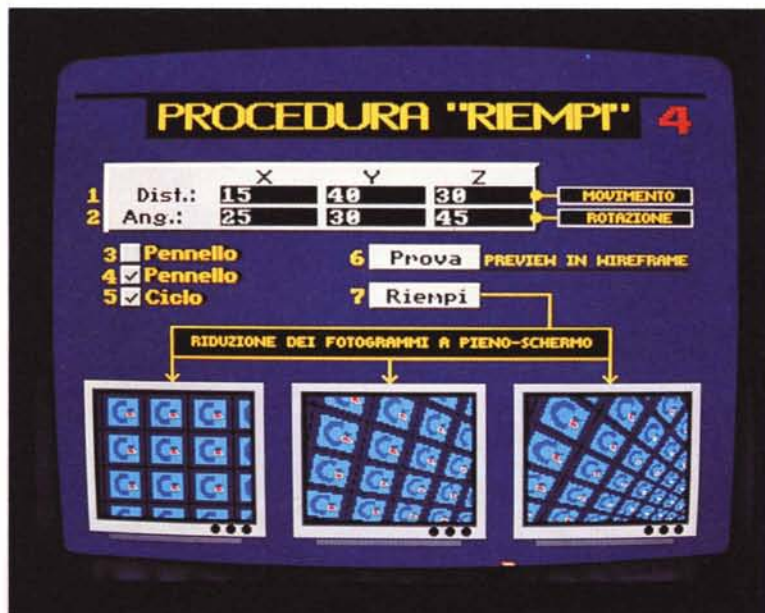 PROCEDURA "RIEMPI" 4
X Y Z
1 Dist.: 15 40 30 MOVIMENTO
2 Ang.: 25 30 45 ROTAZIONE
3 Pennello
4 Pennello
5 Ciclo
6 Prova PREVIEW IN WIREFRAME
7 Riempi
RIDUZIONE DEI FOTOGRAMMI A PIENO-SCHERMO